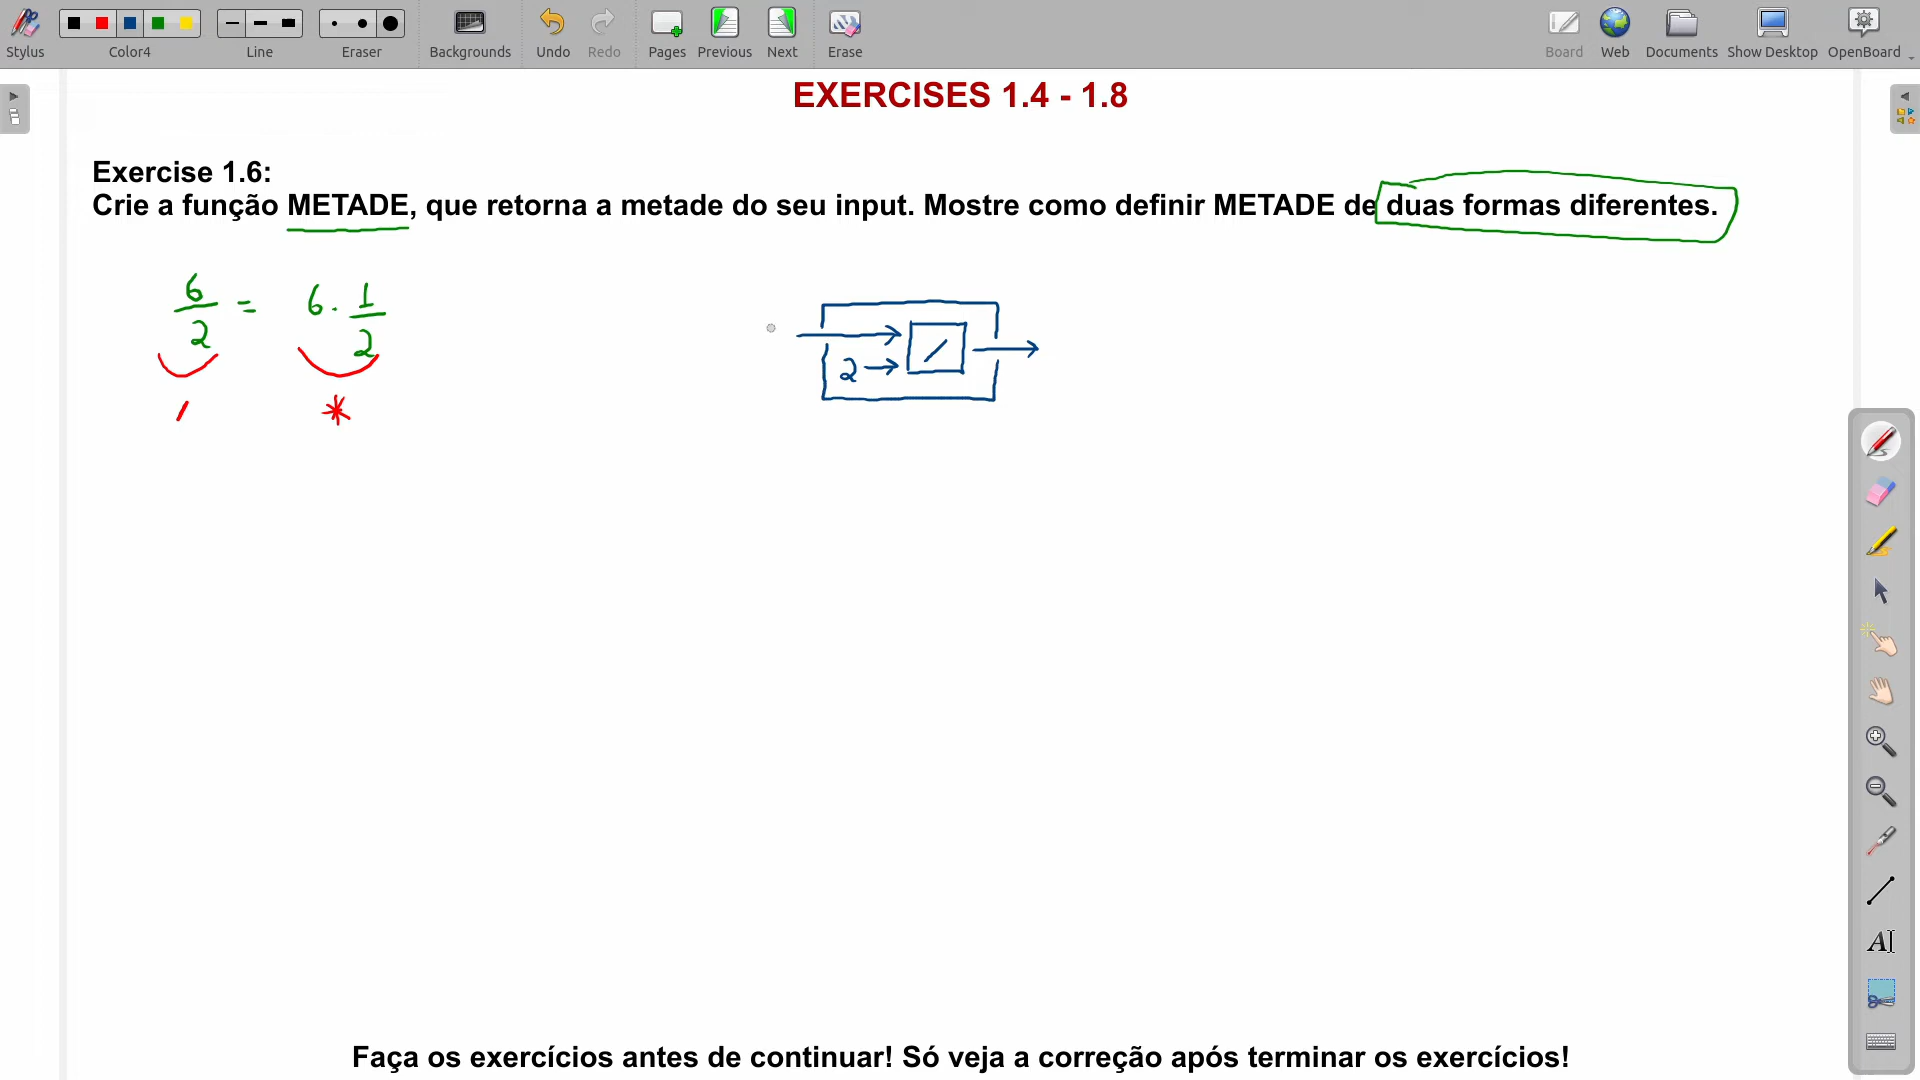 Stylus Color4 Line Eraser Backgrounds Undo Redo Pages Previous Next Erase Board Web Documents Show Desktop OpenBoard
EXERCISES 1.4 - 1.8
Exercise 1.6:
Crie a função METADE, que retorna a metade do seu input. Mostre como definir METADE de duas formas diferentes.
6/2 = 6 · 1/2
/ *
2 /
Faça os exercícios antes de continuar! Só veja a correção após terminar os exercícios!